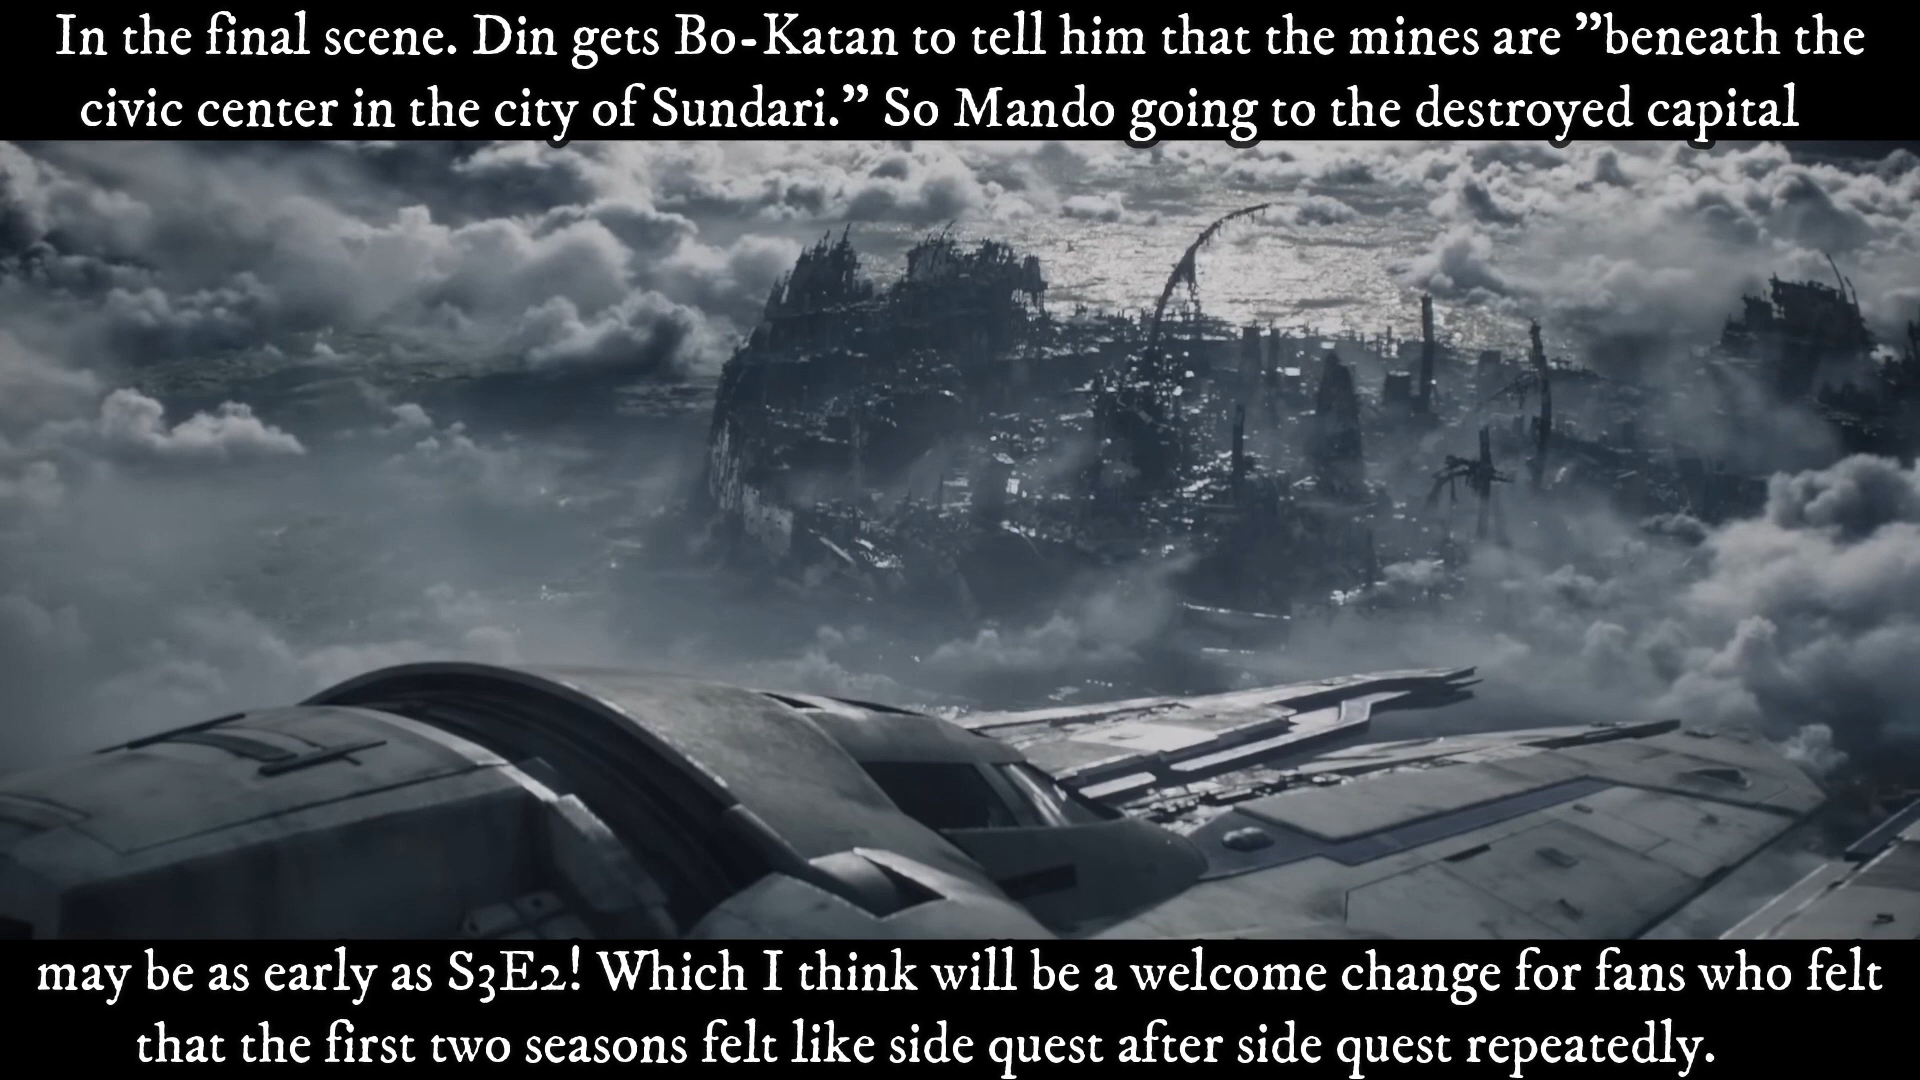 In the final scene. Din gets Bo-Katan to tell him that the mines are ”beneath the
civic center in the city of Sundari.” So Mando going to the destroyed capital
may be as early as S3E2! Which I think will be a welcome change for fans who felt
that the first two seasons felt like side quest after side quest repeatedly.